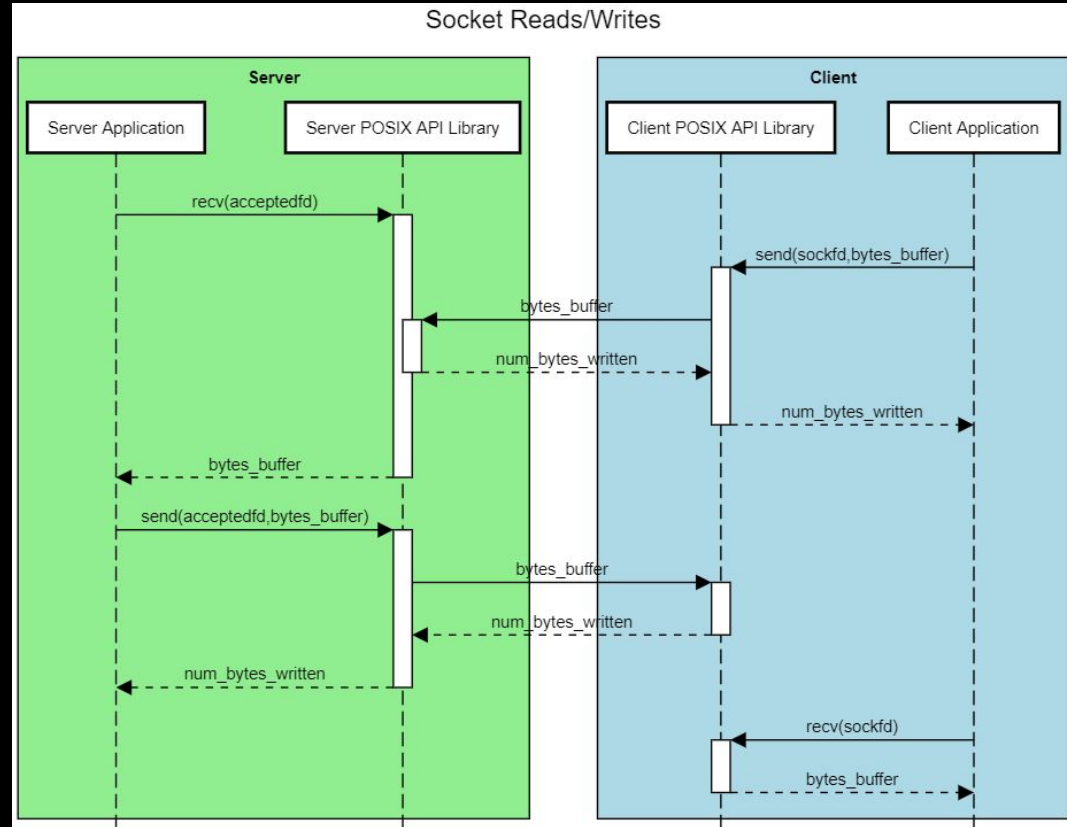 Socket Reads/Writes
Server
Client
Server Application
Server POSIX API Library
Client POSIX API Library
Client Application
recv(acceptedfd)
send(sockfd,bytes_buffer)
bytes_buffer
num_bytes_written
num_bytes_written
bytes_buffer
send(acceptedfd,bytes_buffer)
bytes_buffer
num_bytes_written
num_bytes_written
recv(sockfd)
bytes_buffer